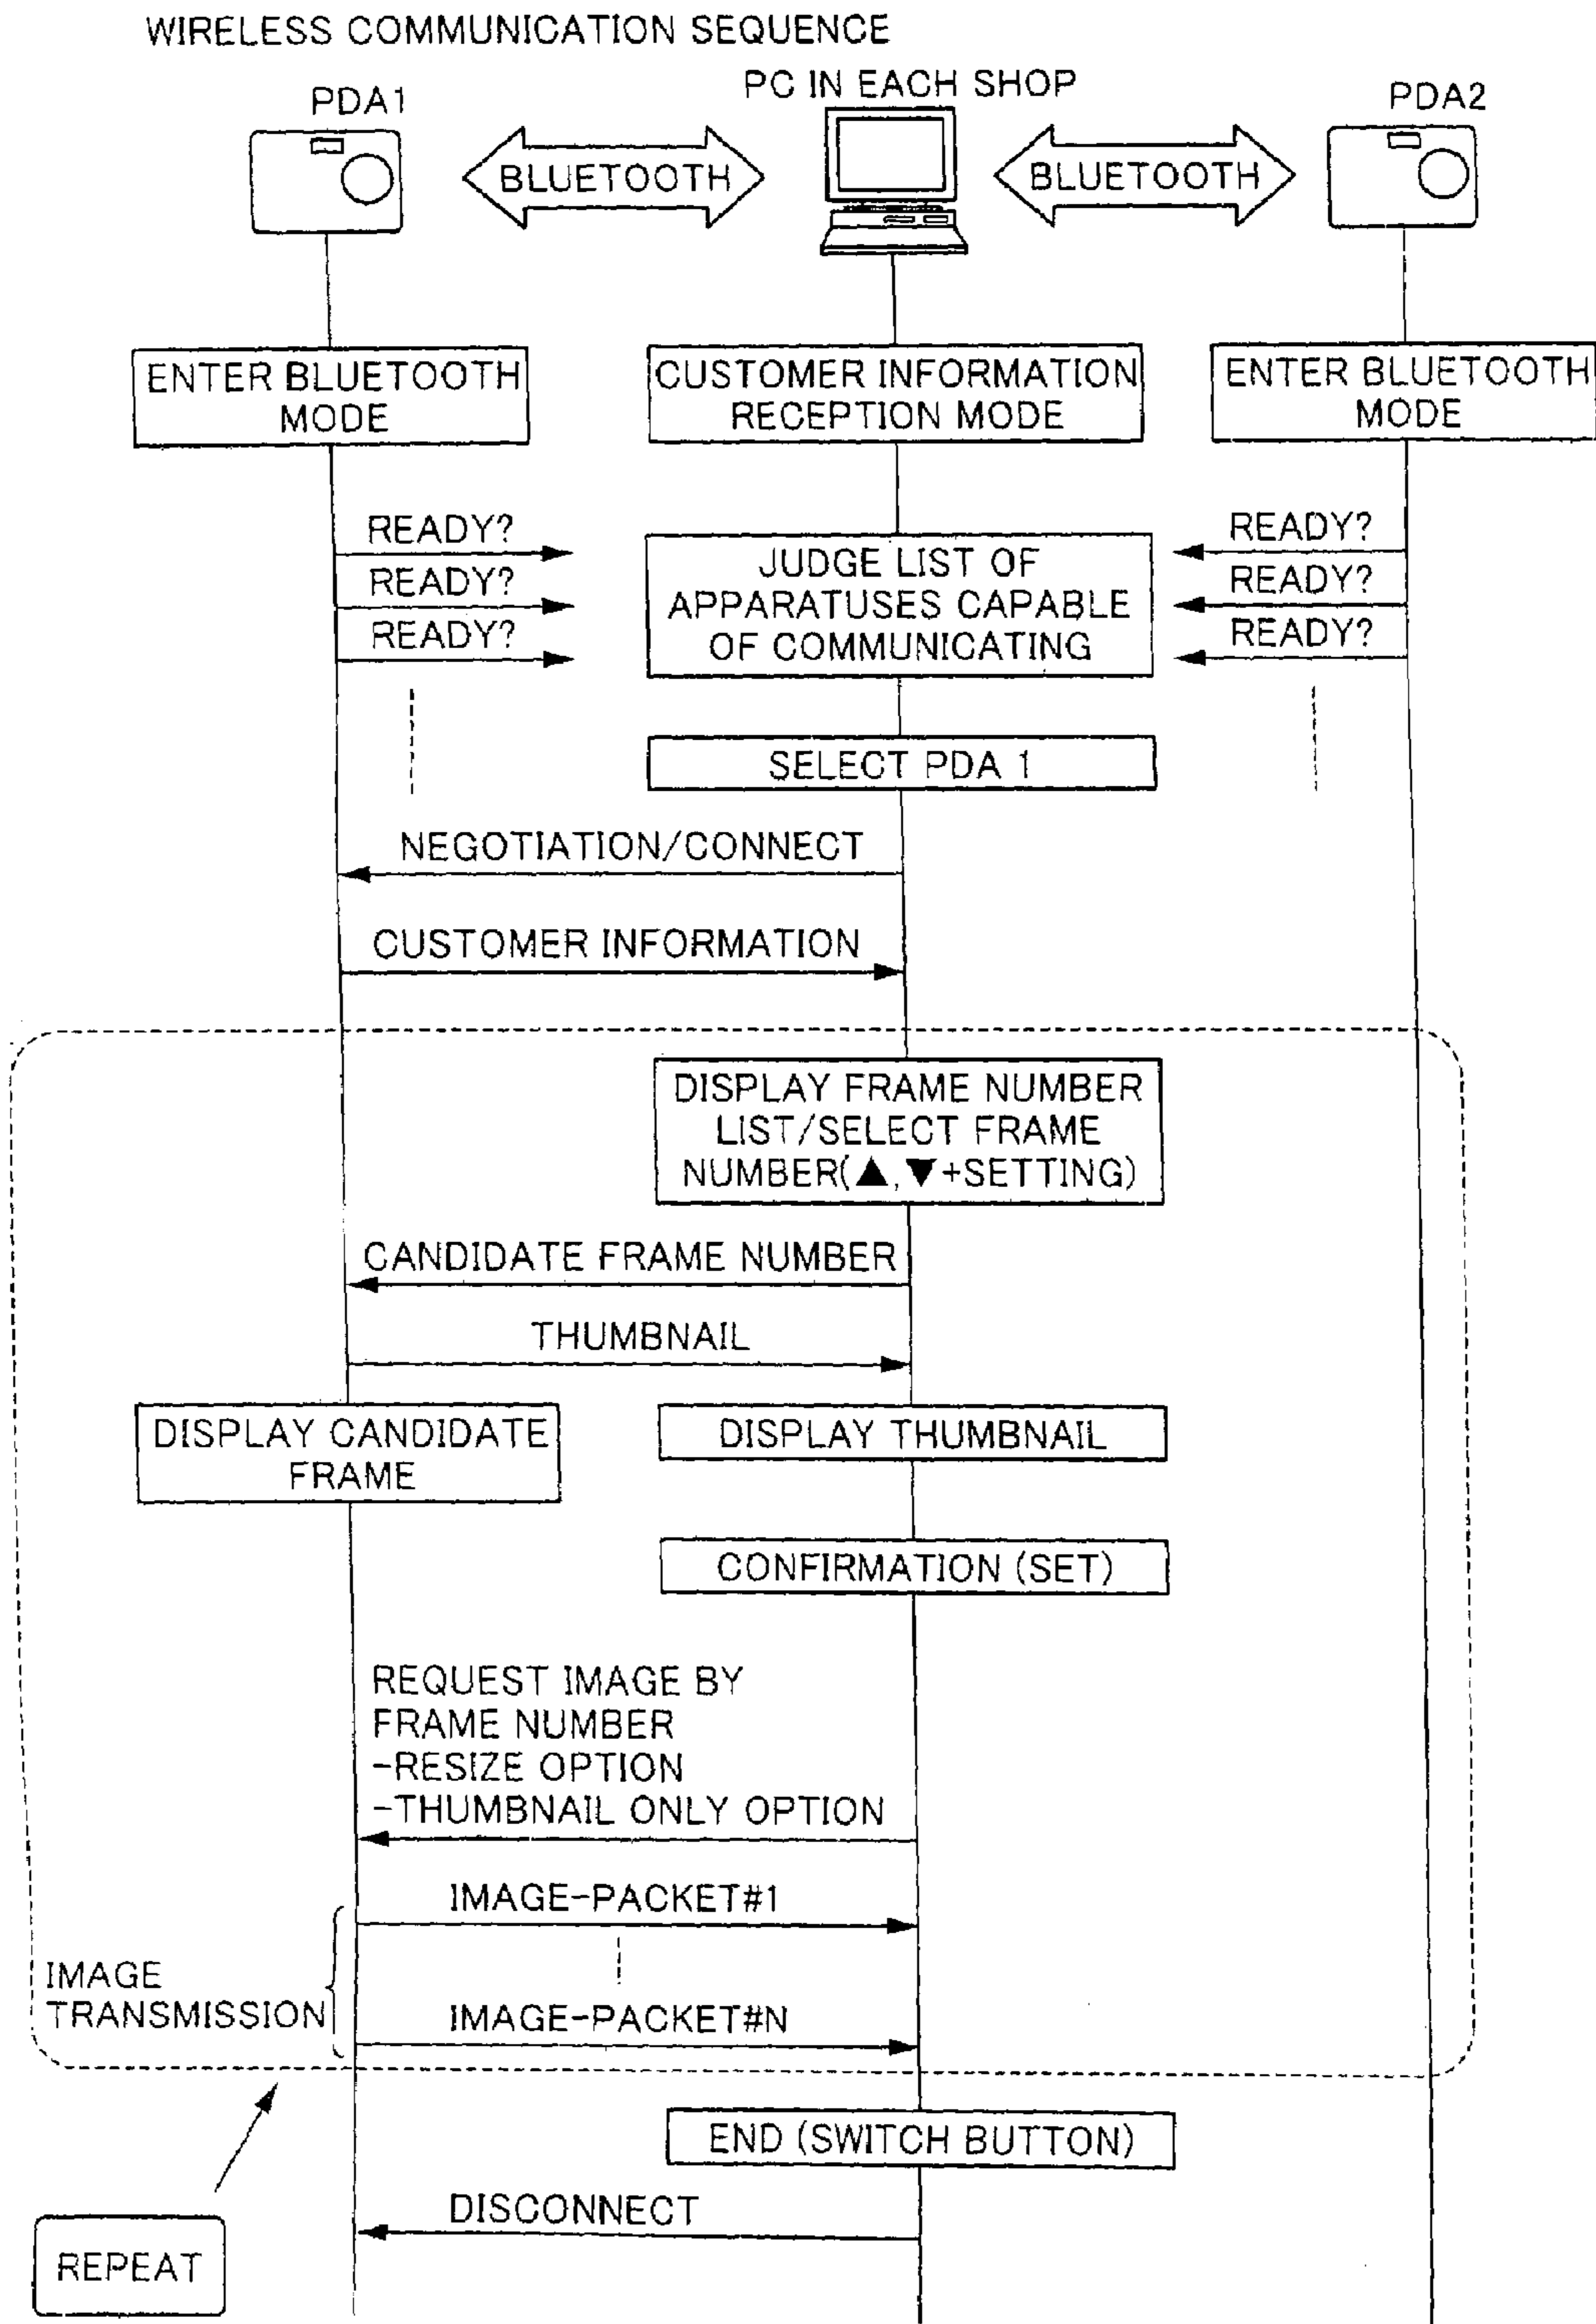 WIRELESS COMMUNICATION SEQUENCE
PDA1
PC IN EACH SHOP
PDA2
BLUETOOTH
BLUETOOTH
ENTER BLUETOOTH
MODE
CUSTOMER INFORMATION
RECEPTION MODE
ENTER BLUETOOTH
MODE
READY?
READY?
READY?
JUDGE LIST OF
APPARATUSES CAPABLE
OF COMMUNICATING
READY?
READY?
READY?
SELECT PDA 1
NEGOTIATION/CONNECT
CUSTOMER INFORMATION
DISPLAY FRAME NUMBER
LIST/SELECT FRAME
NUMBER(▲,▼+SETTING)
CANDIDATE FRAME NUMBER
THUMBNAIL
DISPLAY CANDIDATE
FRAME
DISPLAY THUMBNAIL
CONFIRMATION (SET)
REQUEST IMAGE BY
FRAME NUMBER
-RESIZE OPTION
-THUMBNAIL ONLY OPTION
IMAGE-PACKET#1
IMAGE
TRANSMISSION
IMAGE-PACKET#N
END (SWITCH BUTTON)
DISCONNECT
REPEAT